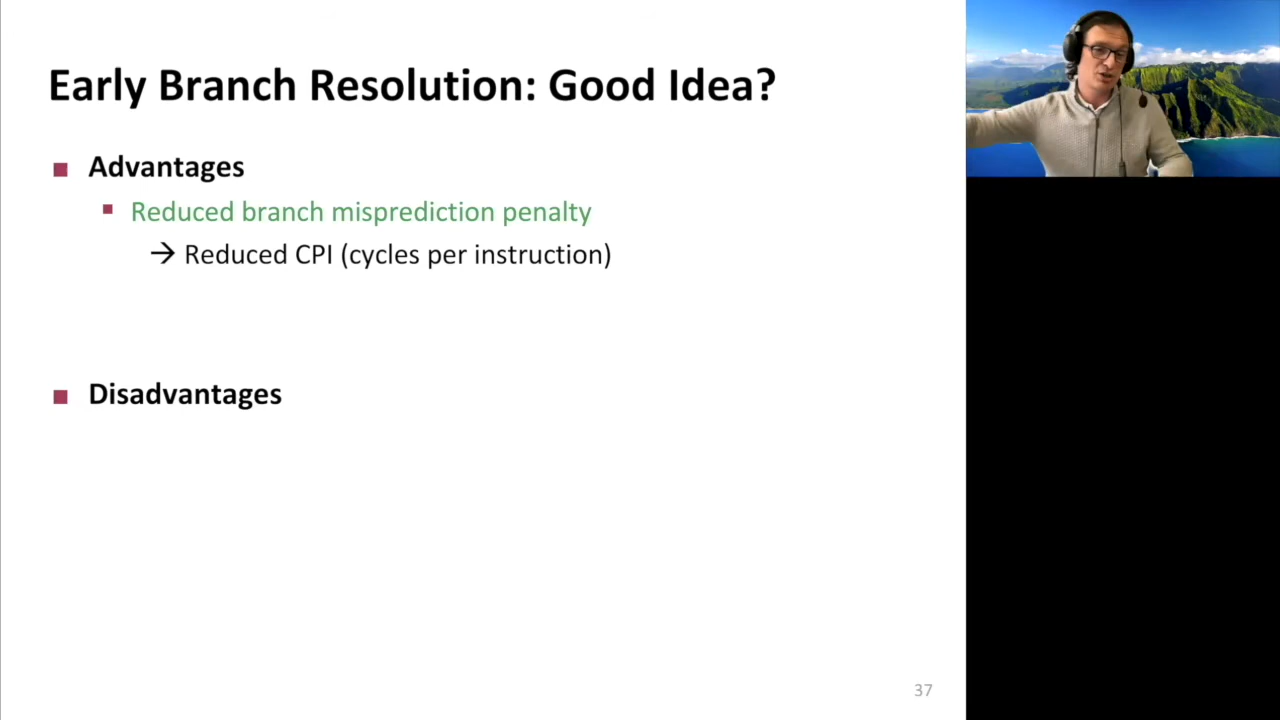 Early Branch Resolution: Good Idea?
■ Advantages
▪ Reduced branch misprediction penalty
→ Reduced CPI (cycles per instruction)
■ Disadvantages
37